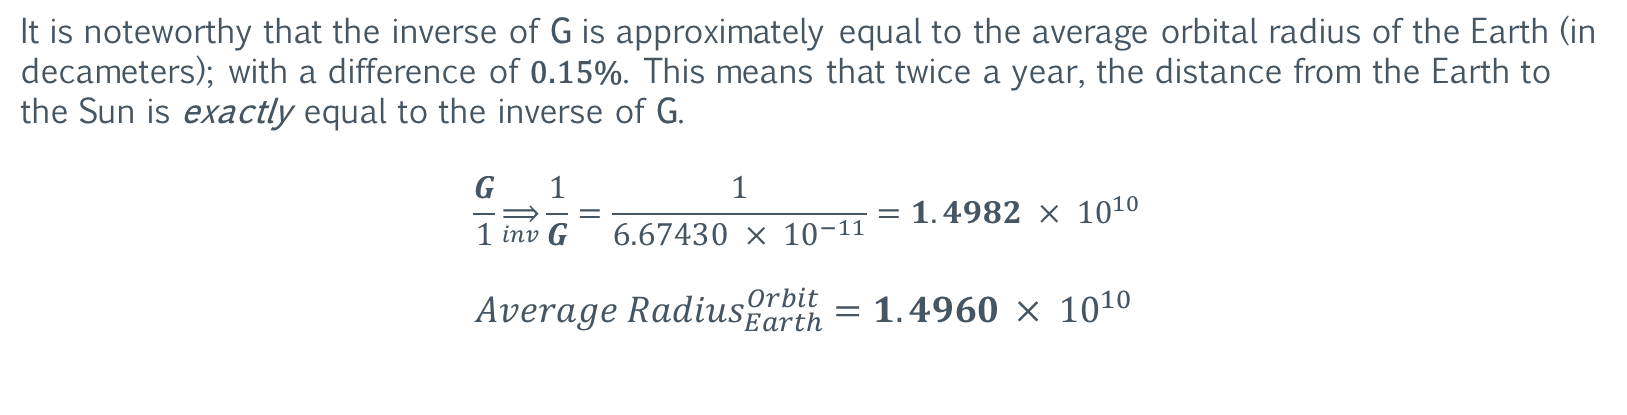 It is noteworthy that the inverse of G is approximately equal to the average orbital radius of the Earth (in
decameters); with a difference of 0.15%. This means that twice a year, the distance from the Earth to
the Sun is exactly equal to the inverse of G.
G/1 ⇒inv 1/G = 1/(6.67430 × 10⁻¹¹) = 1.4982 × 10¹⁰
Average Radius^Orbit_Earth = 1.4960 × 10¹⁰